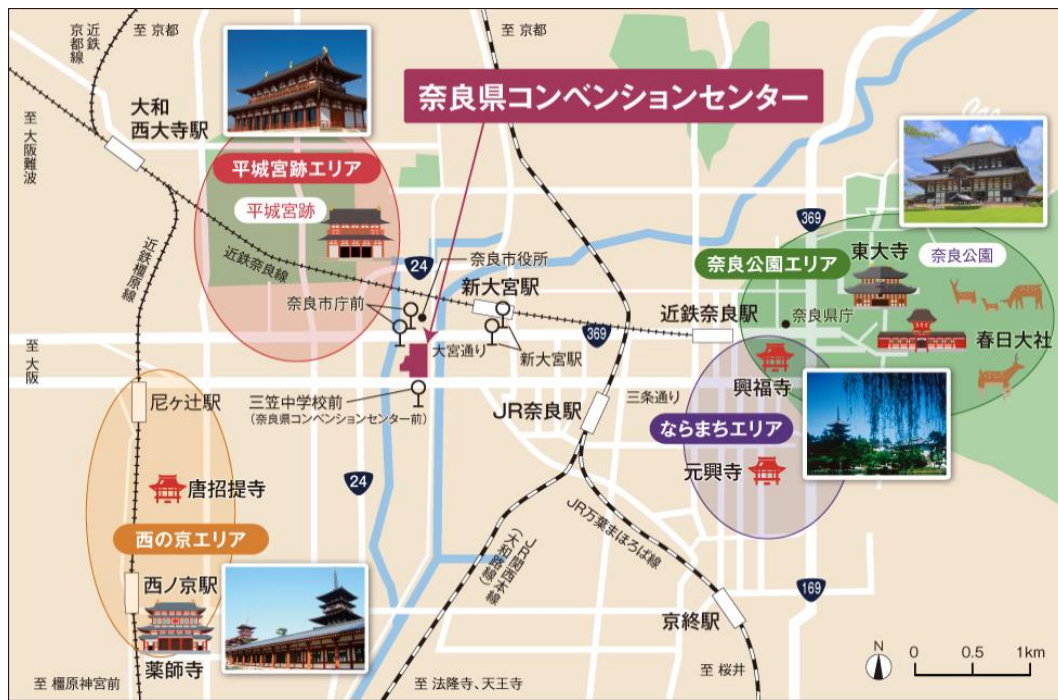 近鉄
京都線
至 京都
至 京都
奈良県コンベンションセンター
大和
西大寺駅
至 大阪難波
平城宮跡エリア
平城宮跡
近鉄奈良線
近鉄橿原線
24
奈良市役所
奈良市庁前
新大宮駅
369
369
東大寺
奈良公園エリア
奈良公園
近鉄奈良駅
奈良県庁
春日大社
至 大阪
大宮通り
新大宮駅
興福寺
尼ヶ辻駅
三笠中学校前
(奈良県コンベンションセンター前)
JR奈良駅
三条通り
ならまちエリア
元興寺
唐招提寺
24
西の京エリア
JR万葉まほろば線
JR関西本線
(大和路線)
西ノ京駅
169
京終駅
薬師寺
N
0 0.5 1km
至 橿原神宮前
至 法隆寺、天王寺
至 桜井